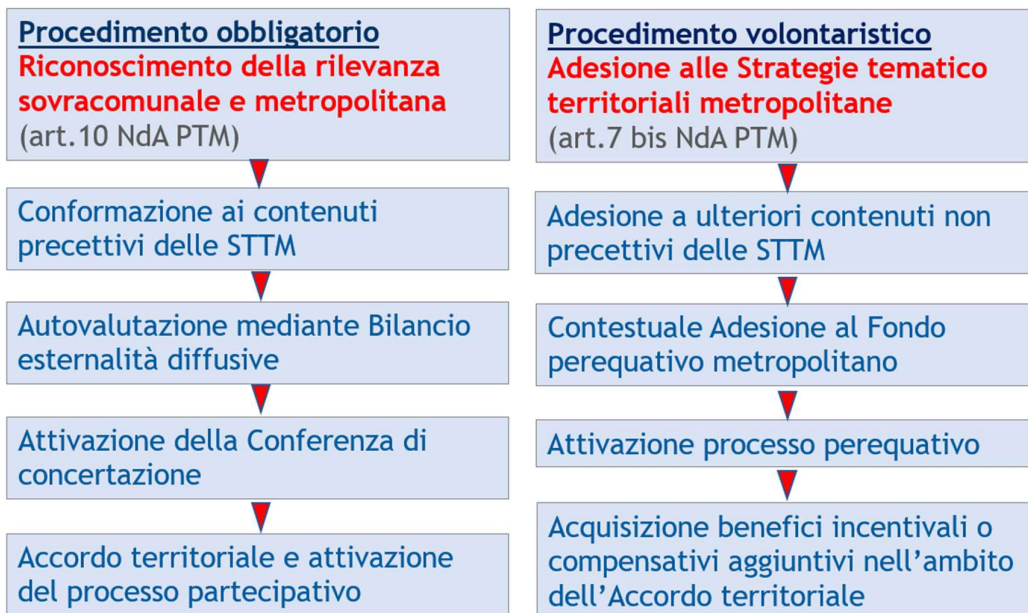 Procedimento obbligatorio
Riconoscimento della rilevanza
sovracomunale e metropolitana
(art.10 NdA PTM)
Conformazione ai contenuti
precettivi delle STTM
Autovalutazione mediante Bilancio
esternalità diffusive
Attivazione della Conferenza di
concertazione
Accordo territoriale e attivazione
del processo partecipativo
Procedimento volontaristico
Adesione alle Strategie tematico
territoriali metropolitane
(art.7 bis NdA PTM)
Adesione a ulteriori contenuti non
precettivi delle STTM
Contestuale Adesione al Fondo
perequativo metropolitano
Attivazione processo perequativo
Acquisizione benefici incentivali o
compensativi aggiuntivi nell’ambito
dell’Accordo territoriale